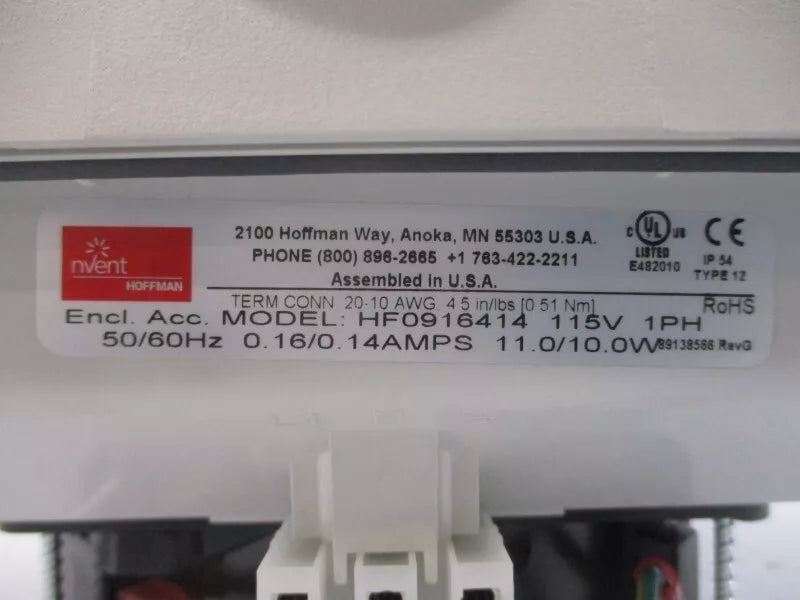 nvent
HOFFMAN
2100 Hoffman Way, Anoka, MN 55303 U.S.A.
PHONE (800) 896-2665 +1 763-422-2211
Assembled in U.S.A.
C UL US
LISTED
E482010
CE
IP 54
TYPE 12
RoHS
TERM CONN 20-10 AWG, 4.5 in/lbs [0.51 Nm]
Encl. Acc. MODEL: HF0916414 115V 1PH
50/60Hz 0.16/0.14AMPS 11.0/10.0W
89138566 RevG